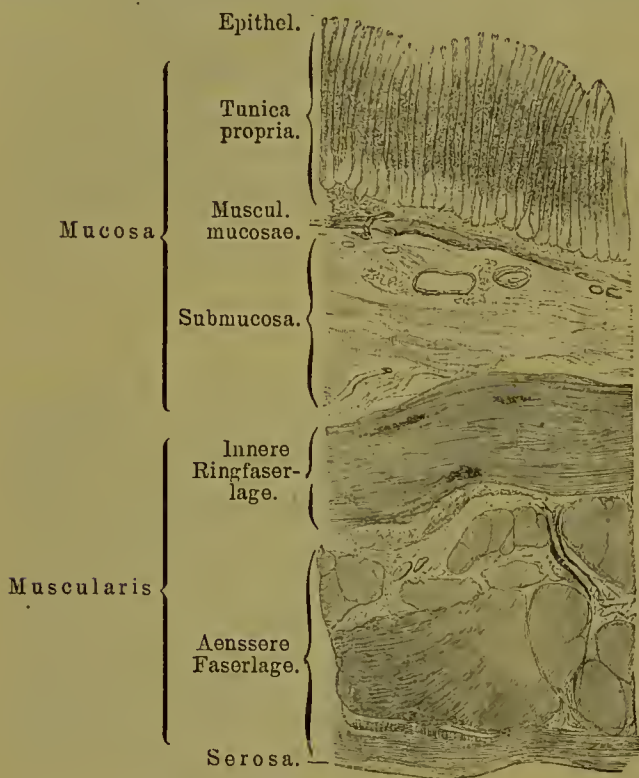 Epithel.
Tunica
propria.
Muscul.
mucosae.
Mucosa
Submucosa.
Innere
Ringfaser-
lage.
Muscularis
Aenssere
Faserlage.
Serosa.